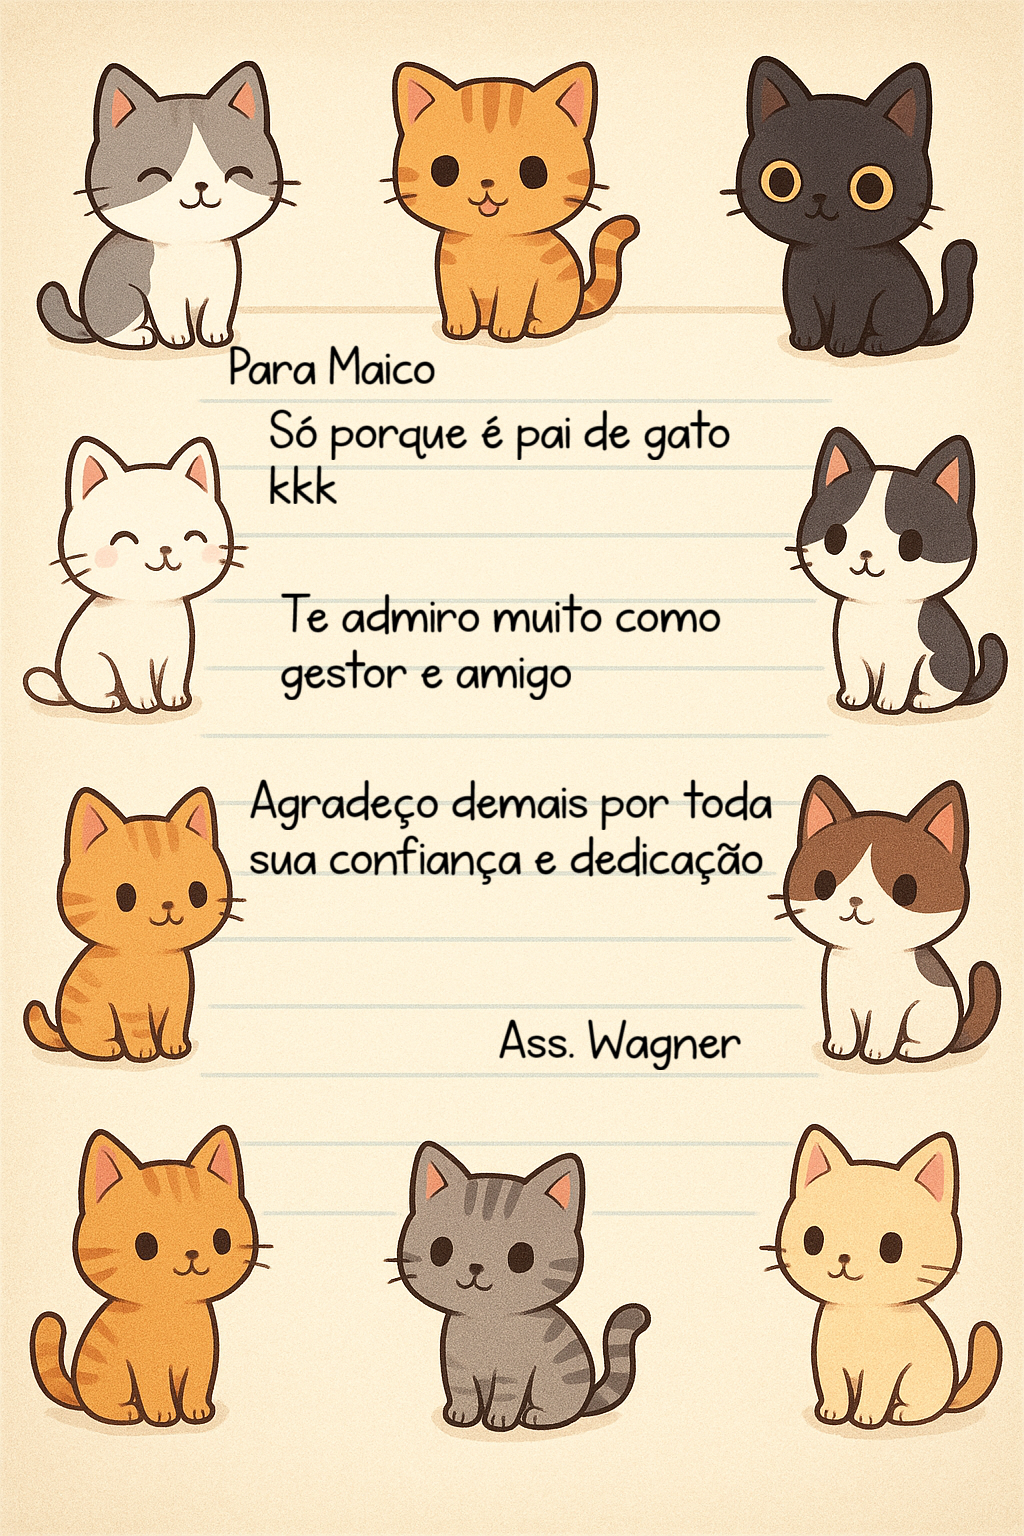 Para Maico
Só porque é pai de gato
kkk
Te admiro muito como
gestor e amigo
Agradeço demais por toda
sua confiança e dedicação
Ass. Wagner